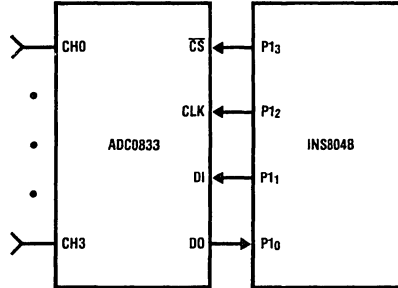 CH0 CS P13
CLK P12
ADC0833 INS8048
DI P11
CH3 DO P10